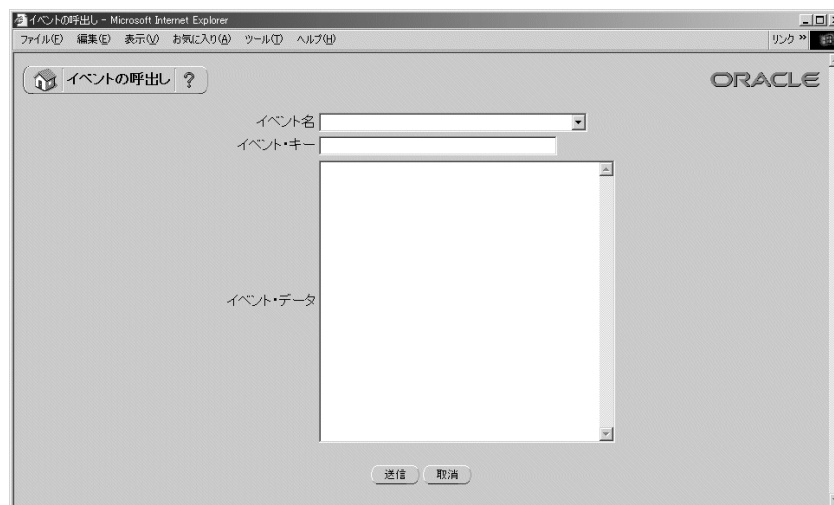 イベントの呼出し - Microsoft Internet Explorer
ファイル(F) 編集(E) 表示(V) お気に入り(A) ツール(T) ヘルプ(H) リンク »
イベントの呼出し ? ORACLE
イベント名
イベント・キー
イベント・データ
送信 取消